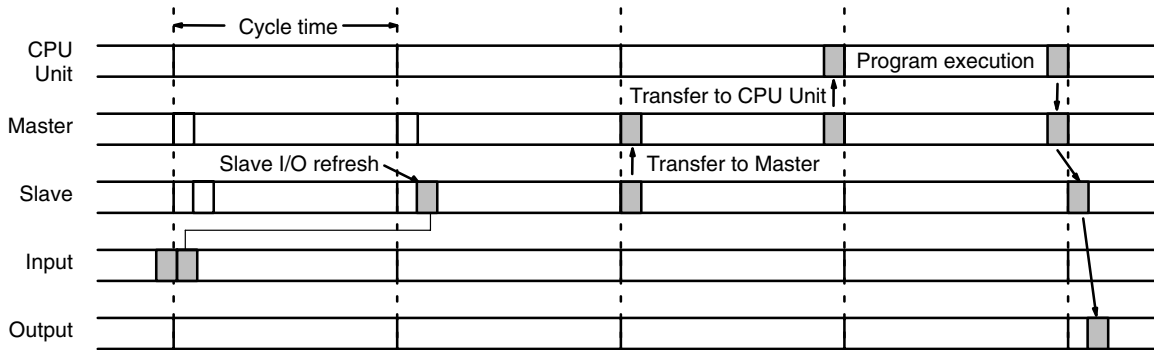 Cycle time
CPU
Unit
Program execution
Transfer to CPU Unit
Master
Slave I/O refresh
Transfer to Master
Slave
Input
Output